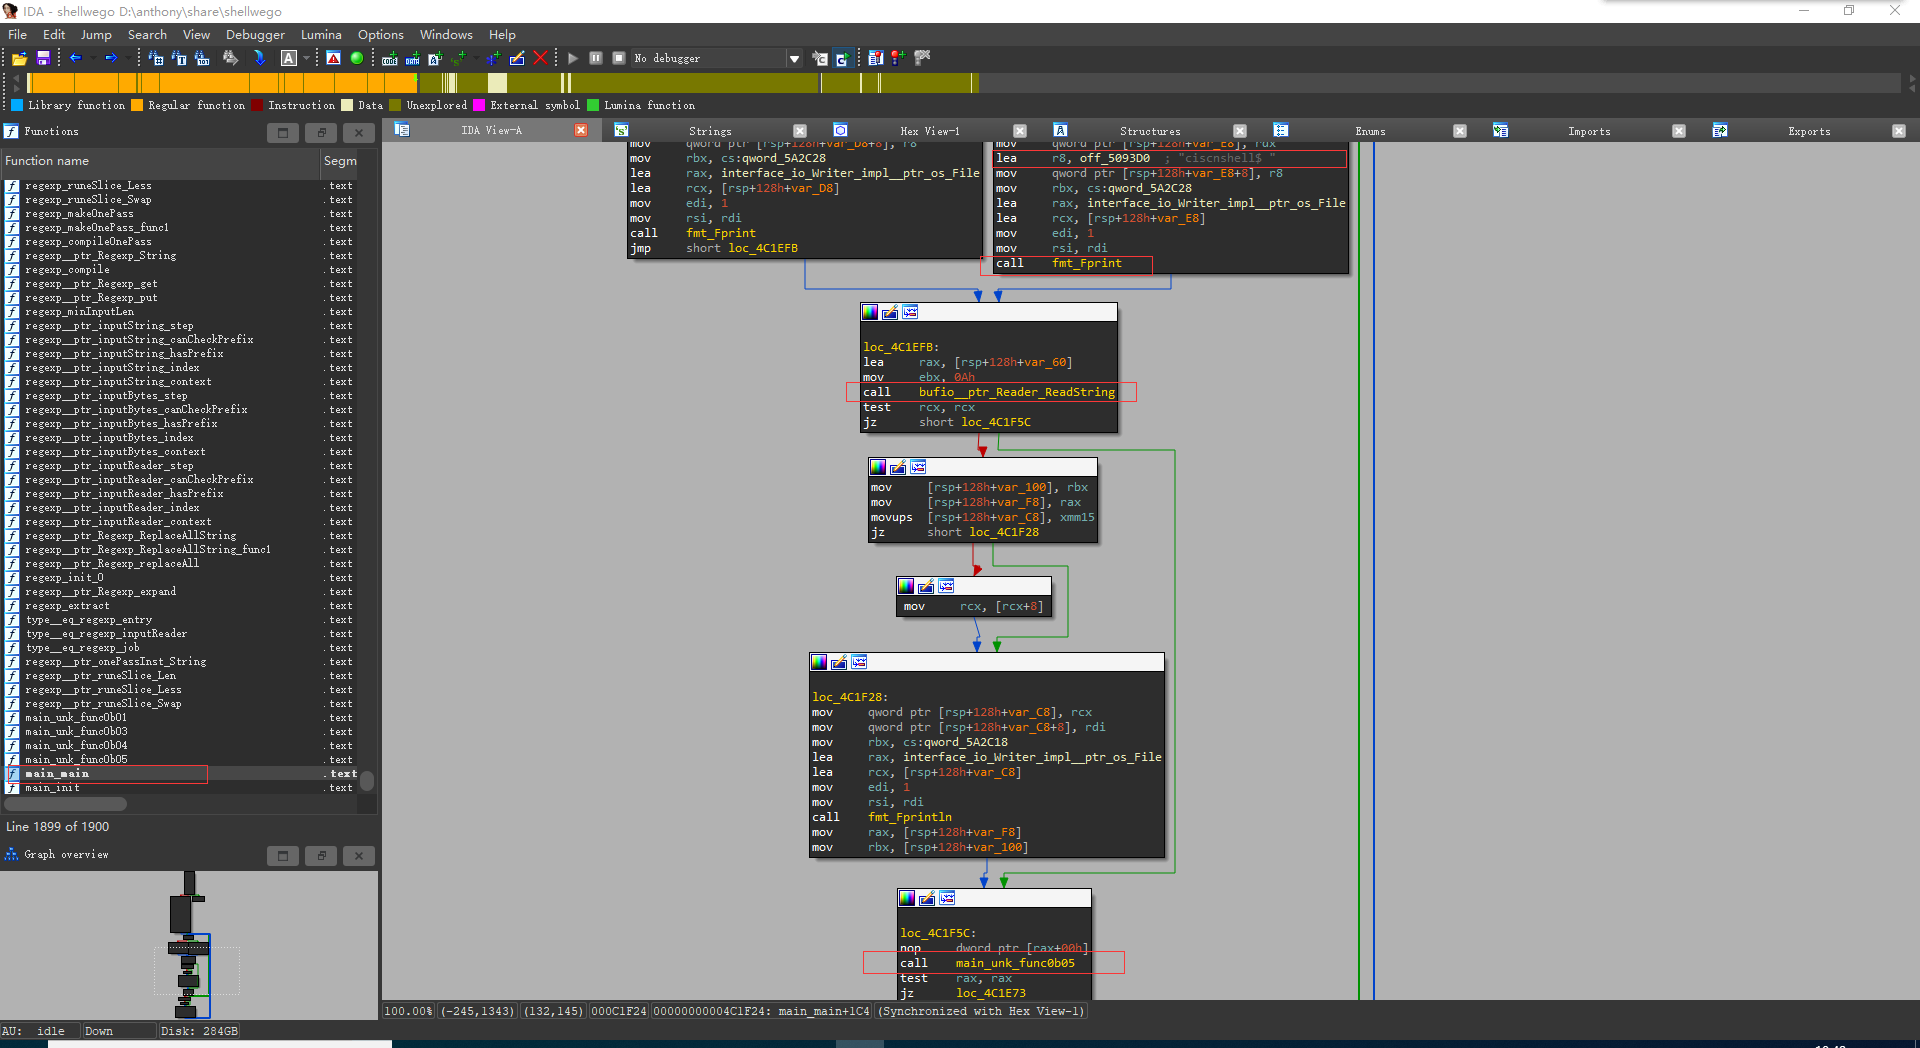 IDA - shellwego D:\anthony\share\shellwego
File Edit Jump Search View Debugger Lumina Options Windows Help
No debugger
Library function Regular function Instruction Data Unexplored External symbol Lumina function
Functions
Function name Segm
regexp_runeSlice_Less .text
regexp_runeSlice_Swap .text
regexp_makeOnePass .text
regexp_makeOnePass_func1 .text
regexp_compileOnePass .text
regexp__ptr_Regexp_String .text
regexp_compile .text
regexp__ptr_Regexp_get .text
regexp__ptr_Regexp_put .text
regexp_minInputLen .text
regexp__ptr_inputString_step .text
regexp__ptr_inputString_canCheckPrefix .text
regexp__ptr_inputString_hasPrefix .text
regexp__ptr_inputString_index .text
regexp__ptr_inputString_context .text
regexp__ptr_inputBytes_step .text
regexp__ptr_inputBytes_canCheckPrefix .text
regexp__ptr_inputBytes_hasPrefix .text
regexp__ptr_inputBytes_index .text
regexp__ptr_inputBytes_context .text
regexp__ptr_inputReader_step .text
regexp__ptr_inputReader_canCheckPrefix .text
regexp__ptr_inputReader_hasPrefix .text
regexp__ptr_inputReader_index .text
regexp__ptr_inputReader_context .text
regexp__ptr_Regexp_ReplaceAllString .text
regexp__ptr_Regexp_ReplaceAllString_func1 .text
regexp__ptr_Regexp_replaceAll .text
regexp_init_0 .text
regexp__ptr_Regexp_expand .text
regexp_extract .text
type__eq_regexp_entry .text
type__eq_regexp_inputReader .text
type__eq_regexp_job .text
regexp__ptr_onePassInst_String .text
regexp__ptr_runeSlice_Len .text
regexp__ptr_runeSlice_Less .text
regexp__ptr_runeSlice_Swap .text
main_unk_func0b01 .text
main_unk_func0b03 .text
main_unk_func0b04 .text
main_unk_func0b05 .text
main_main .text
main_init .text
Line 1899 of 1900
Graph overview
IDA View-A Strings Hex View-1 Structures Enums Imports Exports
mov qword ptr [rsp+128h+var_D8+8], r8
mov rbx, cs:qword_5A2C28
lea rax, interface_io_Writer_impl__ptr_os_File
lea rcx, [rsp+128h+var_D8]
mov edi, 1
mov rsi, rdi
call fmt_Fprint
jmp short loc_4C1EFB
mov qword ptr [rsp+128h+var_E8], rdx
lea r8, off_5093D0 ; "ciscnshell$ "
mov qword ptr [rsp+128h+var_E8+8], r8
mov rbx, cs:qword_5A2C28
lea rax, interface_io_Writer_impl__ptr_os_File
lea rcx, [rsp+128h+var_E8]
mov edi, 1
mov rsi, rdi
call fmt_Fprint
loc_4C1EFB:
lea rax, [rsp+128h+var_60]
mov ebx, 0Ah
call bufio__ptr_Reader_ReadString
test rcx, rcx
jz short loc_4C1F5C
mov [rsp+128h+var_100], rbx
mov [rsp+128h+var_F8], rax
movups [rsp+128h+var_C8], xmm15
jz short loc_4C1F28
mov rcx, [rcx+8]
loc_4C1F28:
mov qword ptr [rsp+128h+var_C8], rcx
mov qword ptr [rsp+128h+var_C8+8], rdi
mov rbx, cs:qword_5A2C18
lea rax, interface_io_Writer_impl__ptr_os_File
lea rcx, [rsp+128h+var_C8]
mov edi, 1
mov rsi, rdi
call fmt_Fprintln
mov rax, [rsp+128h+var_F8]
mov rbx, [rsp+128h+var_100]
loc_4C1F5C:
nop dword ptr [rax+00h]
call main_unk_func0b05
test rax, rax
jz loc_4C1E73
100.00% (-245,1343) (132,145) 000C1F24 00000000004C1F24: main_main+1C4 (Synchronized with Hex View-1)
AU: idle Down Disk: 284GB